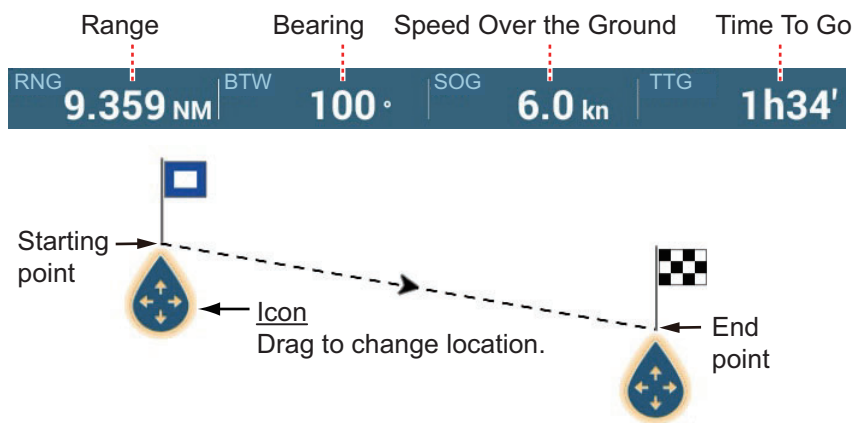 Range Bearing Speed Over the Ground Time To Go
RNG 9.359 NM BTW 100° SOG 6.0 kn TTG 1h34'
Starting
point
Icon
Drag to change location.
End
point